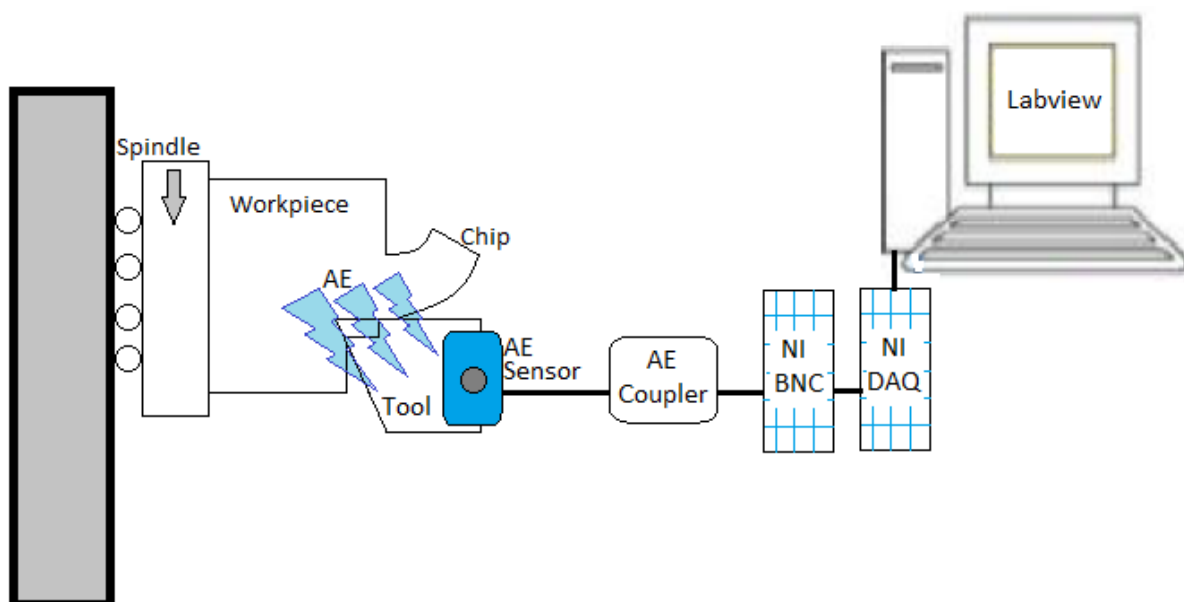 Spindle
Workpiece
Chip
AE
Tool
AE
Sensor
AE
Coupler
NI
BNC
NI
DAQ
Labview